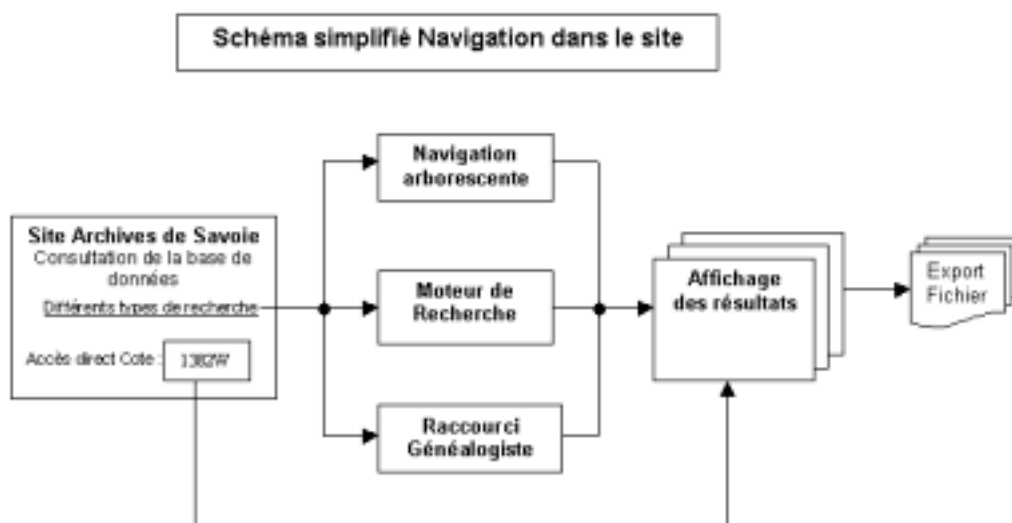 Schéma simplifié Navigation dans le site
Navigation
arborescente
Site Archives de Savoie
Consultation de la base de
données
Différents types de recherche
Accès direct Cote :
1382W
Moteur de
Recherche
Raccourci
Généalogiste
Affichage
des résultats
Export
Fichier